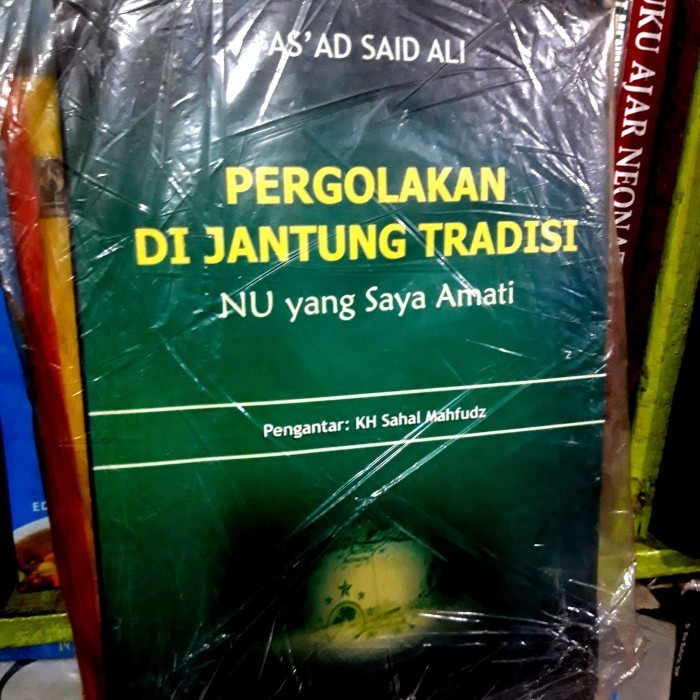 AS'AD SAID ALI
PERGOLAKAN
DI JANTUNG TRADISI
NU yang Saya Amati
Pengantar: KH Sahal Mahfudz
UKU AJAR NEONA